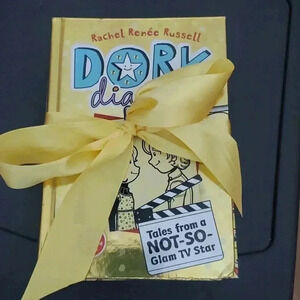 Rachel Renée Russell
DORK
dia
Tales from a
NOT-SO-
Glam TV Star